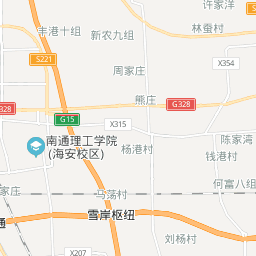 许家洋
丰港十组
新农九组
林蚕村
S221
X354
周家庄
熊庄
328
G328
G15
X315
南通理工学院
(海安校区)
杨港村
陈家湾
钱港村
家庄
马荡村
何富八组
雪岸枢纽
通
刘杨村
X207